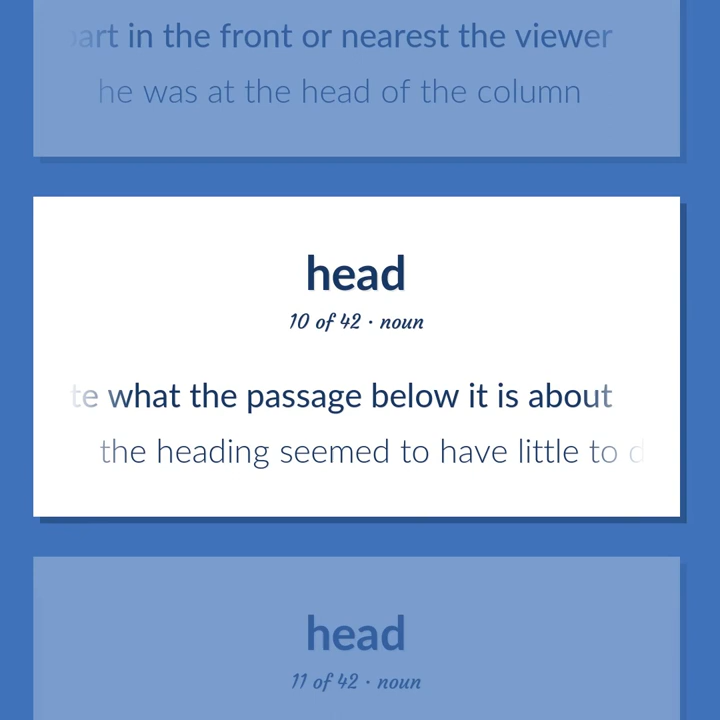 part in the front or nearest the viewer
he was at the head of the column
head
10 of 42 · noun
te what the passage below it is about
the heading seemed to have little to d
head
11 of 42 · noun